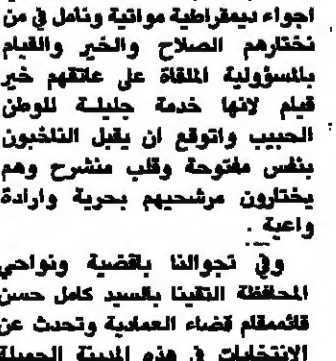 اجواء ديمقراطية مواتية ونأمل في من
نختارهم الصلاح والخير والقيام
بالمسؤولية الملقاة على عاتقهم خير
قيام لانها خدمة جليلة للوطن
الحبيب واتوقع ان يقبل الناخبون
بنفس مفتوحة وقلب منشرح وهم
يختارون مرشحيهم بحرية وارادة
واعية .
وفي تجوالنا باقضية ونواحي
المحافظة التقينا بالسيد كامل حسن
قائممقام قضاء العمادية وتحدث عن
الانتخابات في هذه المدينة الجميلة